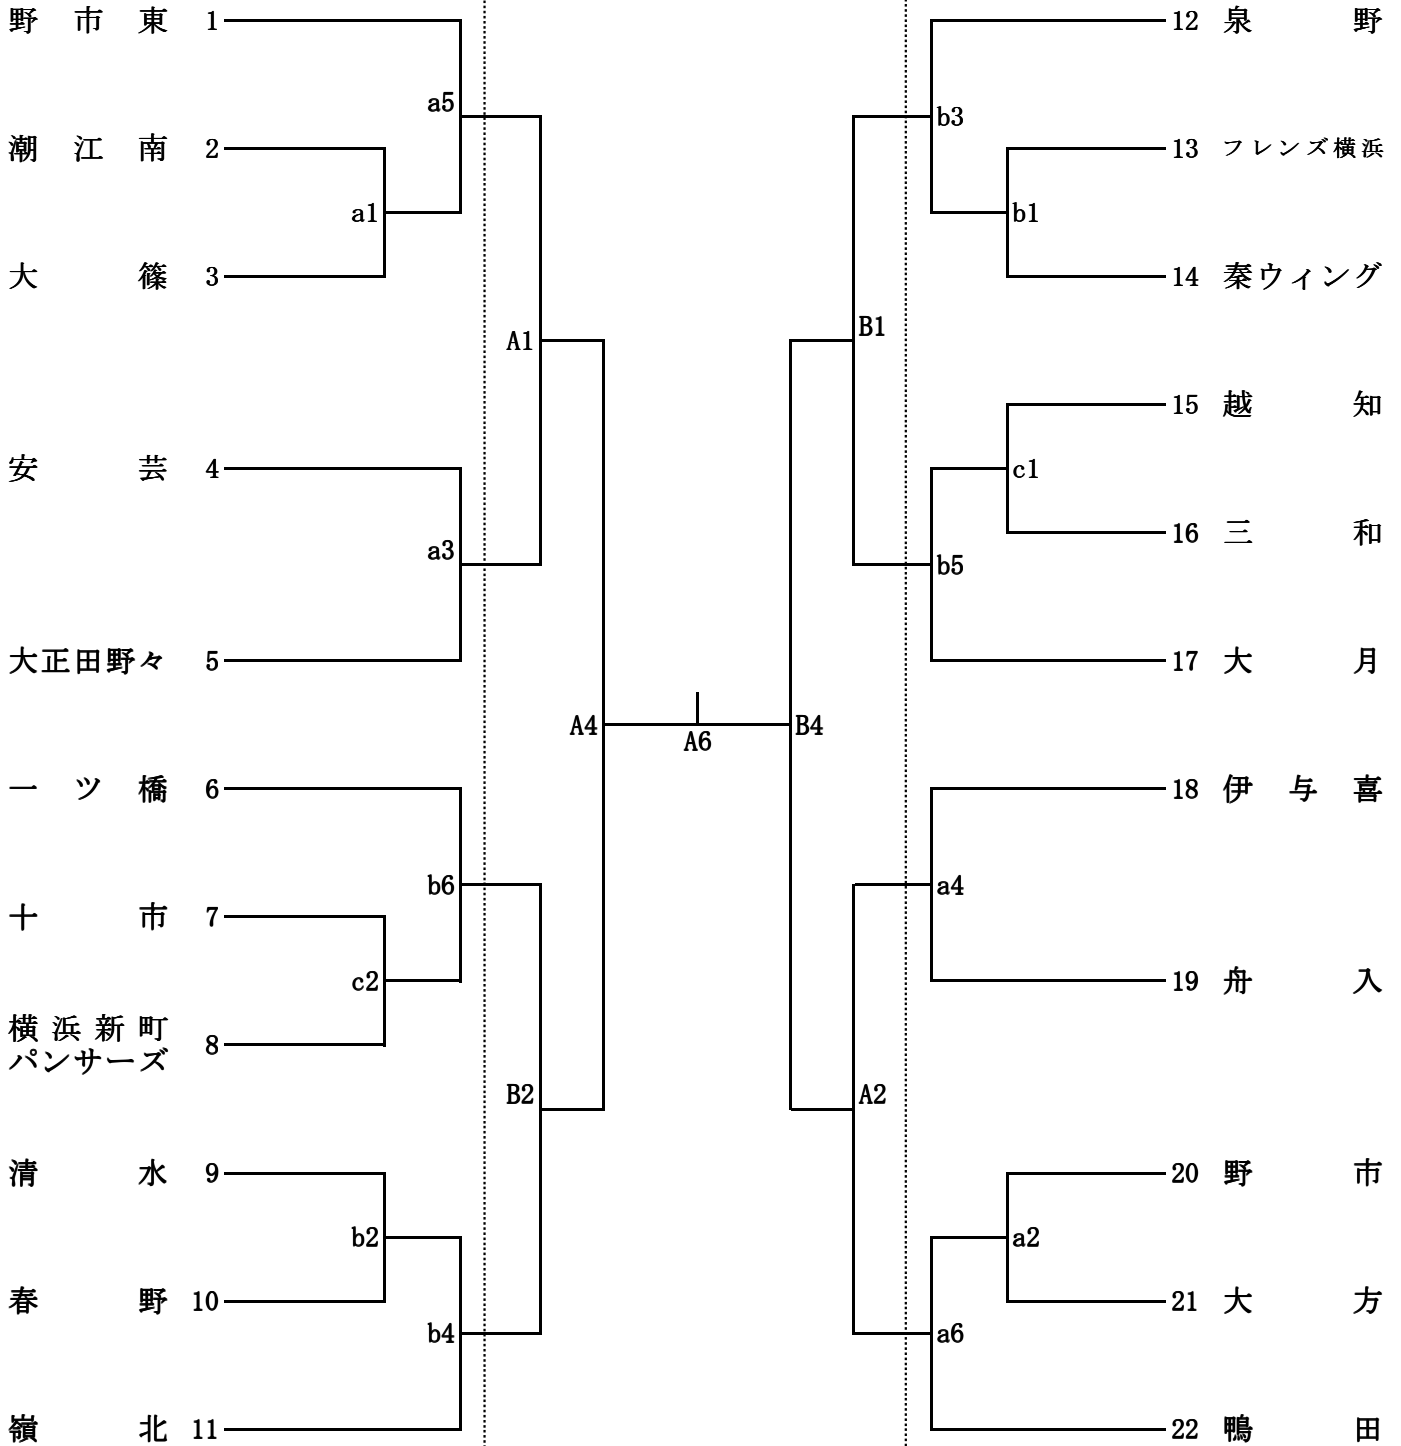 野市東 1
a5
潮江南 2
a1
大篠 3
A1
安芸 4
a3
大正田野々 5
A4
一ツ橋 6
b6
十市 7
c2
横浜新町
パンサーズ 8
B2
清水 9
b2
春野 10
b4
嶺北 11
A6
12 泉野
b3
13 フレンズ横浜
b1
14 秦ウィング
B1
15 越知
c1
16 三和
b5
17 大月
B4
18 伊与喜
a4
19 舟入
A2
20 野市
a2
21 大方
a6
22 鴨田